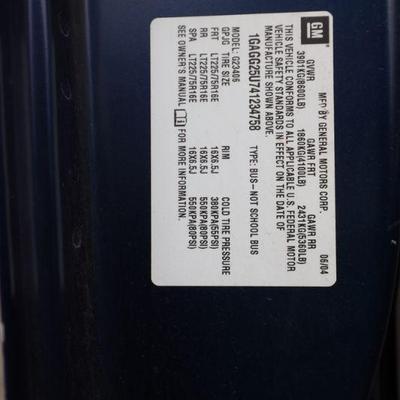 GM
MFD BY GENERAL MOTORS CORP 06/04
GVWR GAWR FRT GAWR RR
3901KG(8600LB) 1860KG(4100LB) 2431KG(5360LB)
THIS VEHICLE CONFORMS TO ALL APPLICABLE U.S. FEDERAL MOTOR
VEHICLE SAFETY STANDARDS IN EFFECT ON THE DATE OF
MANUFACTURE SHOWN ABOVE.
1GAGG25U741234758 TYPE: BUS-NOT SCHOOL BUS
MODEL: G22406
GPJG TIRE SIZE RIM COLD TIRE PRESSURE
FRT LT225/75R16E 16X6.5J 380KPA(55PSI)
RR LT225/75R16E 16X6.5J 550KPA(80PSI)
SPA LT225/75R16E 16X6.5J 550KPA(80PSI)
SEE OWNER'S MANUAL FOR MORE INFORMATION.